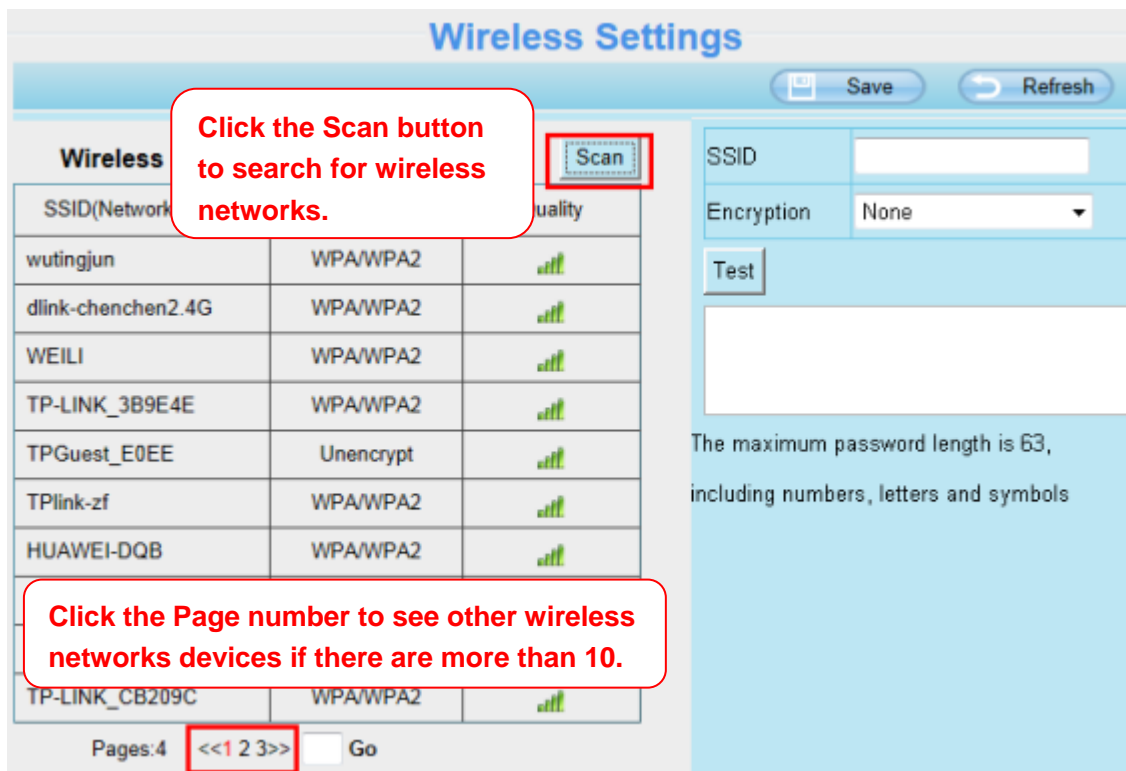 Wireless Settings
Save Refresh
Click the Scan button
to search for wireless
networks.
Wireless Scan
SSID(Network uality
wutingjun WPA/WPA2
dlink-chenchen2.4G WPA/WPA2
WEILI WPA/WPA2
TP-LINK_3B9E4E WPA/WPA2
TPGuest_E0EE Unencrypt
TPlink-zf WPA/WPA2
HUAWEI-DQB WPA/WPA2
Click the Page number to see other wireless
networks devices if there are more than 10.
TP-LINK_CB209C WPA/WPA2
Pages:4 <<1 2 3>> Go
SSID
Encryption None
Test
The maximum password length is 63,
including numbers, letters and symbols